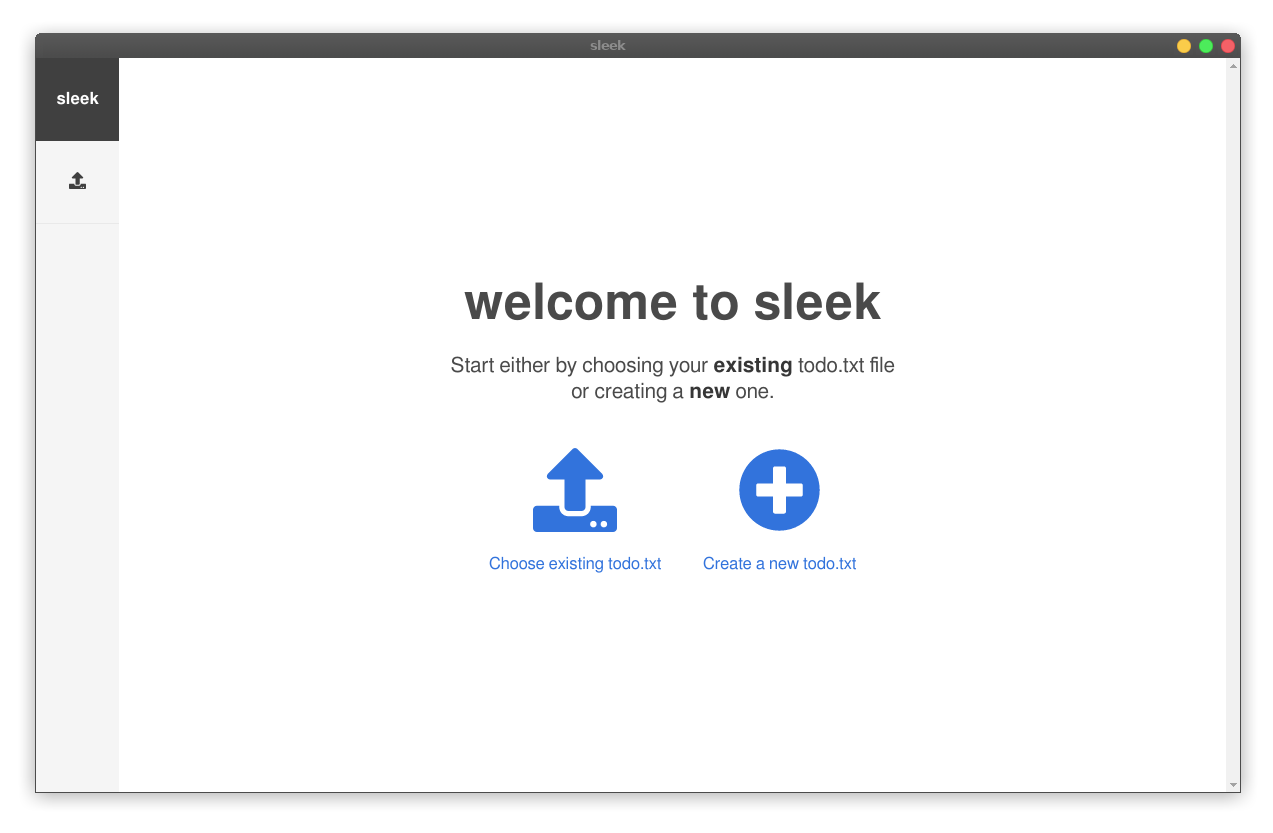 sleek
sleek
welcome to sleek
Start either by choosing your existing todo.txt file
or creating a new one.
Choose existing todo.txt
Create a new todo.txt